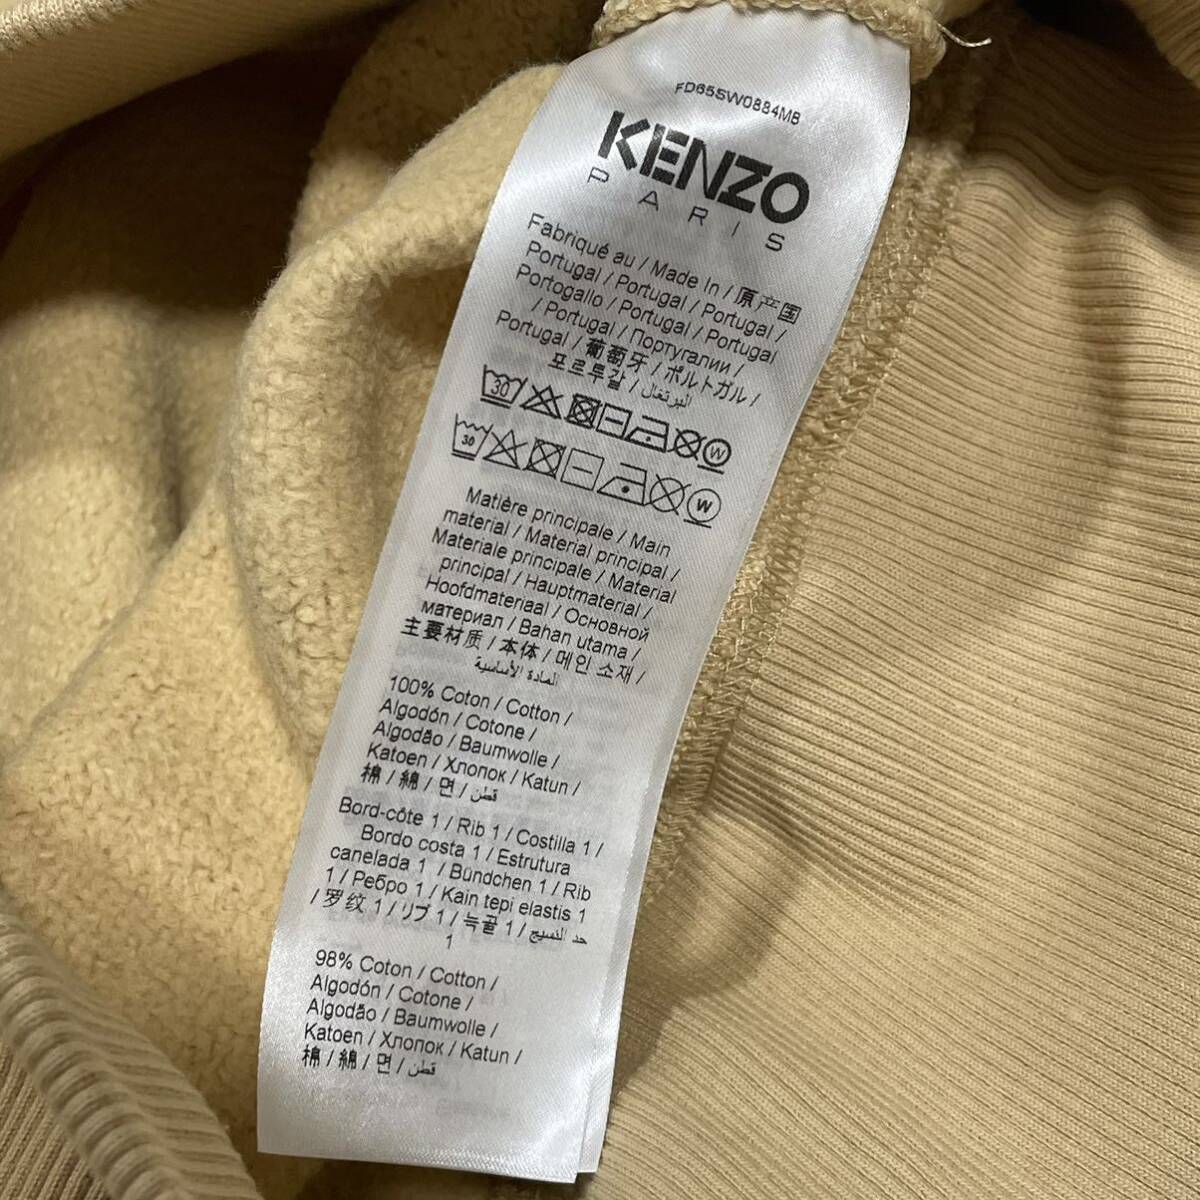 FD65SW0884MB
KENZO
PARIS
Fabriqué au / Made In / 原产国
Portugal / Portugal / Portugal /
Portogallo / Portugal / Portugal
/ Portugal / Португалии /
Portugal / 葡萄牙 / ポルトガル /
포르투갈 / البرتغال
30 W
30 W
Matière principale / Main
material / Material principal /
Materiale principale / Material
principal / Hauptmaterial /
Hoofdmateriaal / Основной
материал / Bahan utama /
主要材质 / 本体 / 메인 소재 /
المادة الأساسية
100% Coton / Cotton /
Algodón / Cotone /
Algodão / Baumwolle /
Katoen / Хлопок / Katun /
棉 / 綿 / 면 / قطن
Bord-côte 1 / Rib 1 / Costilla 1 /
Bordo costa 1 / Estrutura
canelada 1 / Bündchen 1 / Rib
1 / Ребро 1 / Kain tepi elastis 1
/ 罗纹 1 / リブ 1 / 늑골 1 / حد النسيج
1
98% Coton / Cotton /
Algodón / Cotone /
Algodão / Baumwolle /
Katoen / Хлопок / Katun /
棉 / 綿 / 면 / قطن